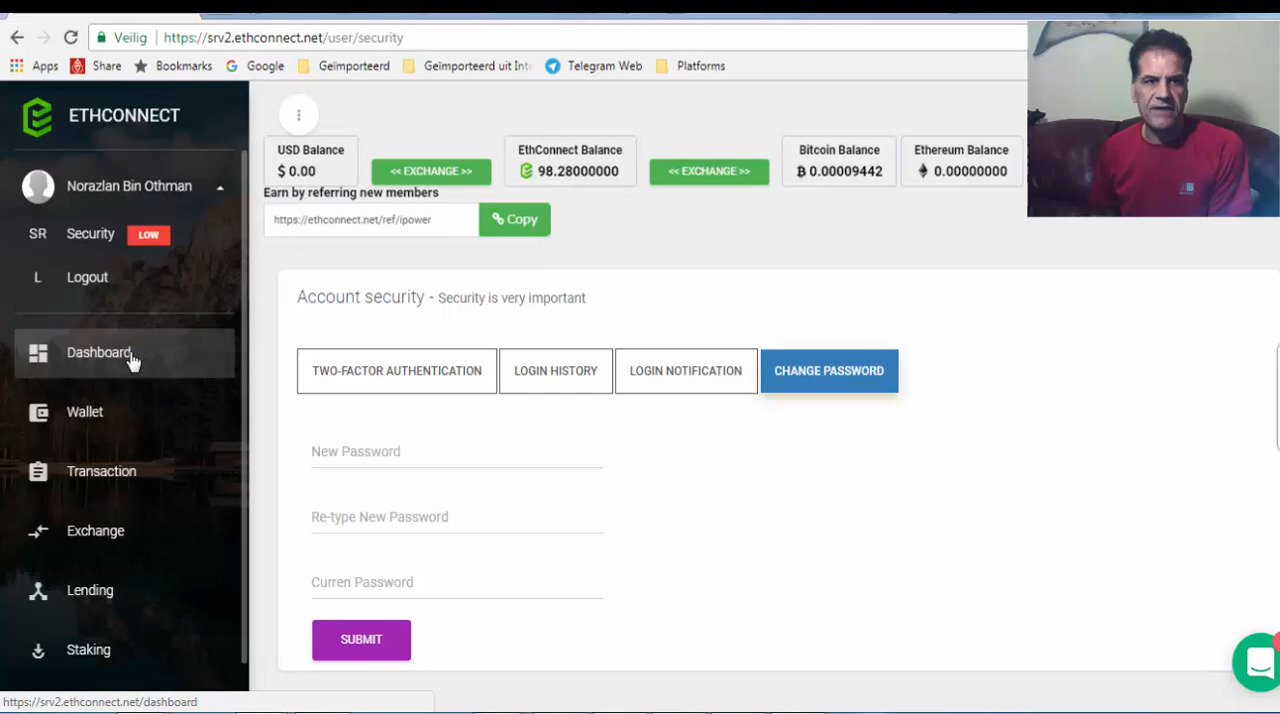 Veilig https://srv2.ethconnect.net/user/security
Apps Share Bookmarks Google Geïmporteerd Geïmporteerd uit Inte Telegram Web Platforms
ETHCONNECT
Norazlan Bin Othman
SR Security LOW
L Logout
Dashboard
Wallet
Transaction
Exchange
Lending
Staking
https://srv2.ethconnect.net/dashboard
USD Balance
$ 0.00
<< EXCHANGE >>
EthConnect Balance
98.28000000
<< EXCHANGE >>
Bitcoin Balance
0.00009442
Ethereum Balance
0.00000000
Earn by referring new members
https://ethconnect.net/ref/ipower
Copy
Account security - Security is very important
TWO-FACTOR AUTHENTICATION LOGIN HISTORY LOGIN NOTIFICATION CHANGE PASSWORD
New Password
Re-type New Password
Curren Password
SUBMIT